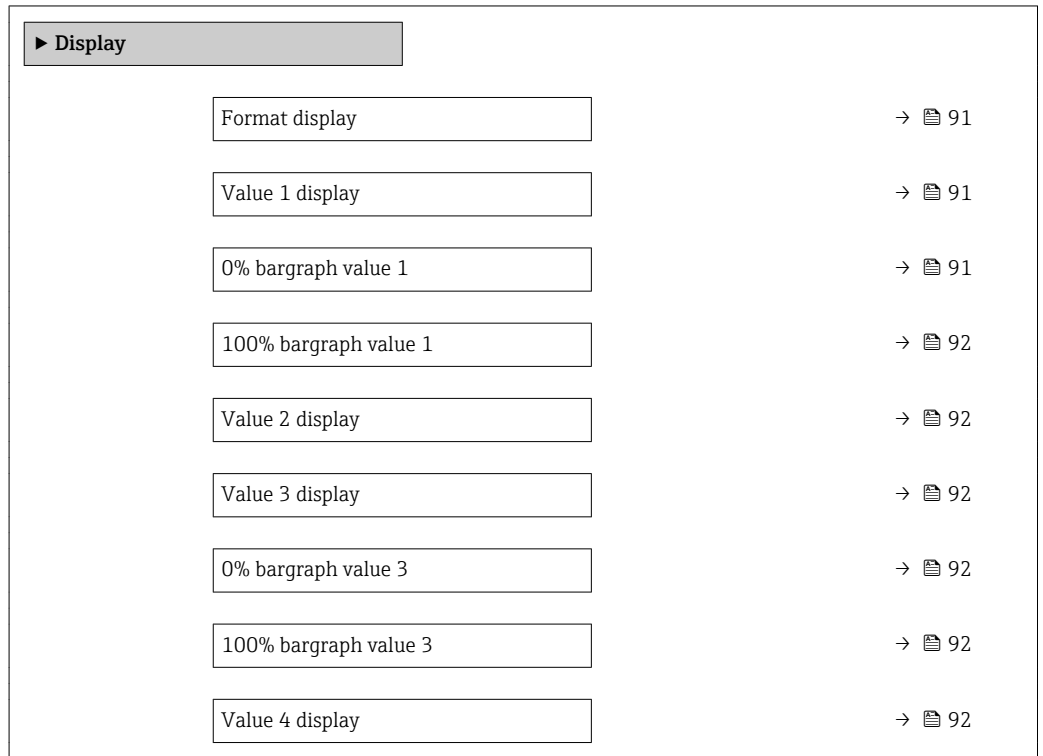 ▶ Display
Format display → 91
Value 1 display → 91
0% bargraph value 1 → 91
100% bargraph value 1 → 92
Value 2 display → 92
Value 3 display → 92
0% bargraph value 3 → 92
100% bargraph value 3 → 92
Value 4 display → 92